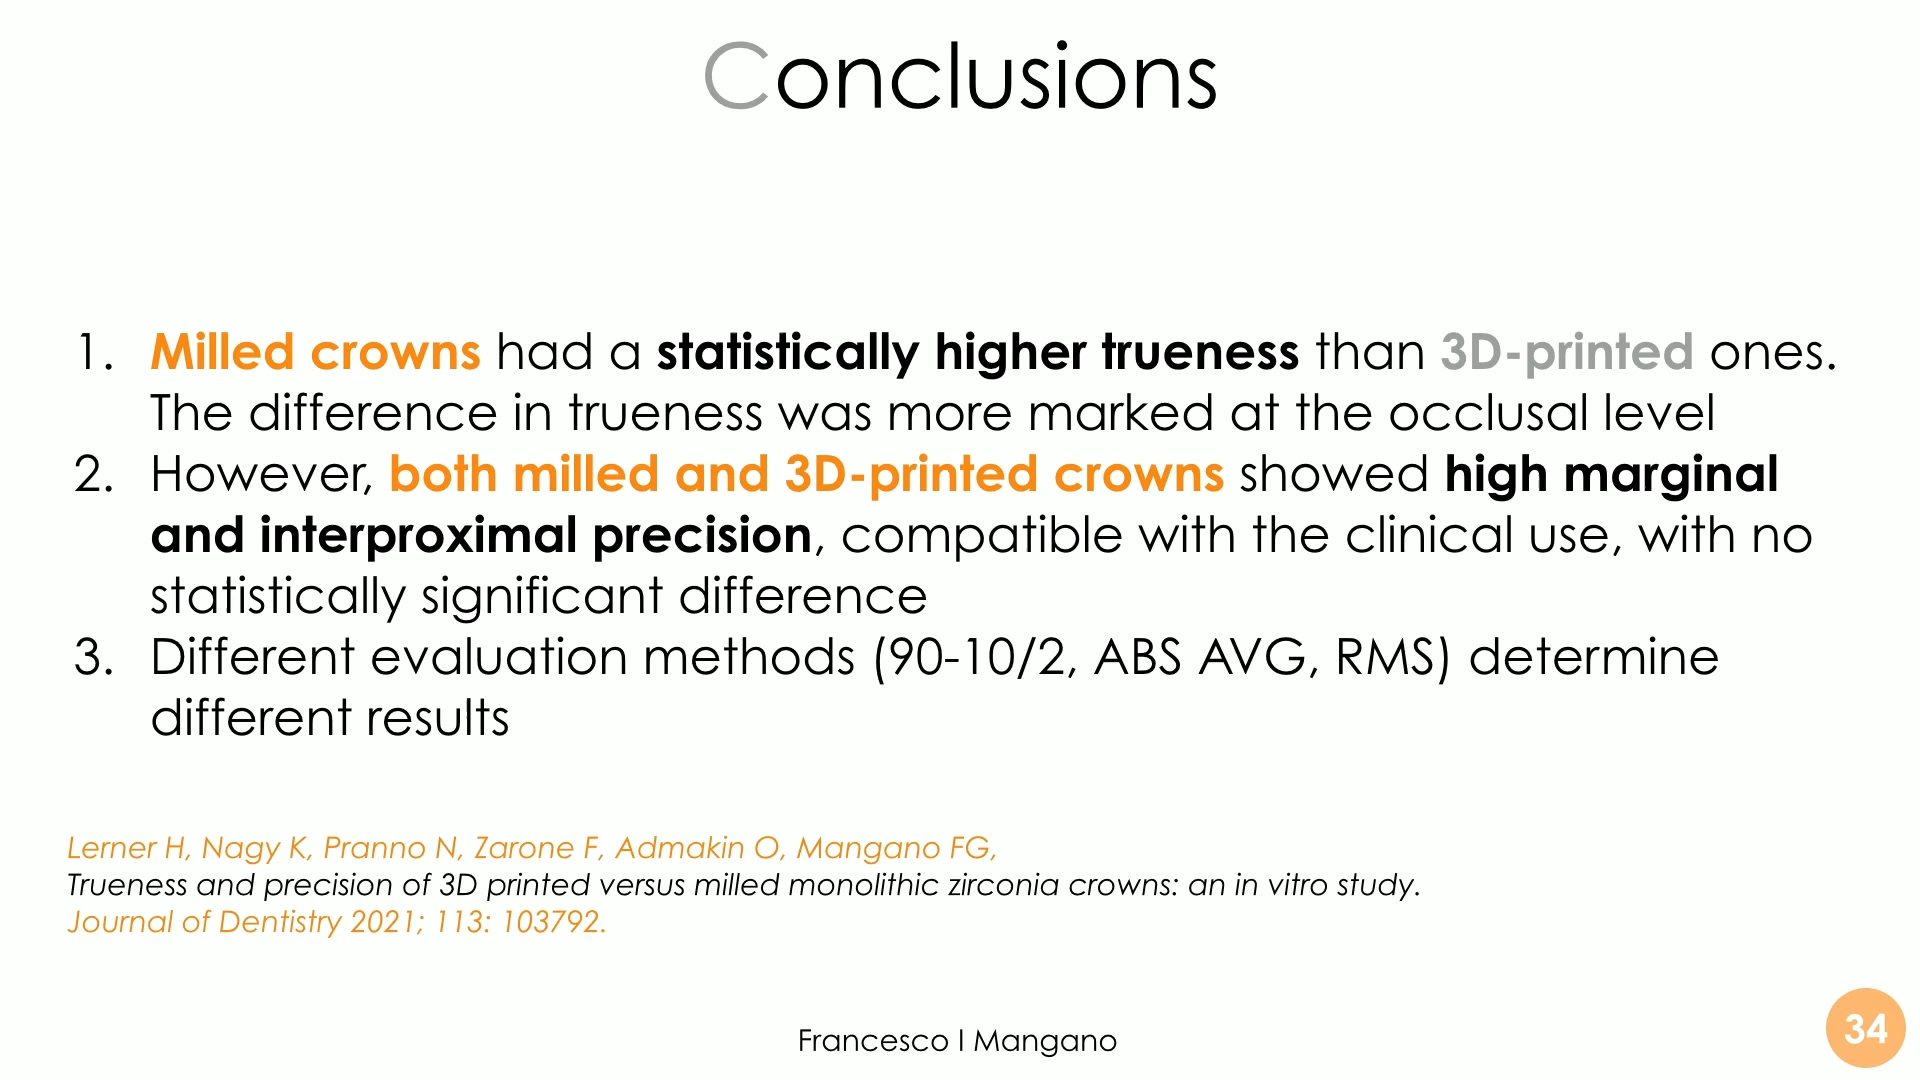 Conclusions
1. Milled crowns had a statistically higher trueness than 3D-printed ones.
The difference in trueness was more marked at the occlusal level
2. However, both milled and 3D-printed crowns showed high marginal
and interproximal precision, compatible with the clinical use, with no
statistically significant difference
3. Different evaluation methods (90-10/2, ABS AVG, RMS) determine
different results
Lerner H, Nagy K, Pranno N, Zarone F, Admakin O, Mangano FG,
Trueness and precision of 3D printed versus milled monolithic zirconia crowns: an in vitro study.
Journal of Dentistry 2021; 113: 103792.
Francesco I Mangano
34